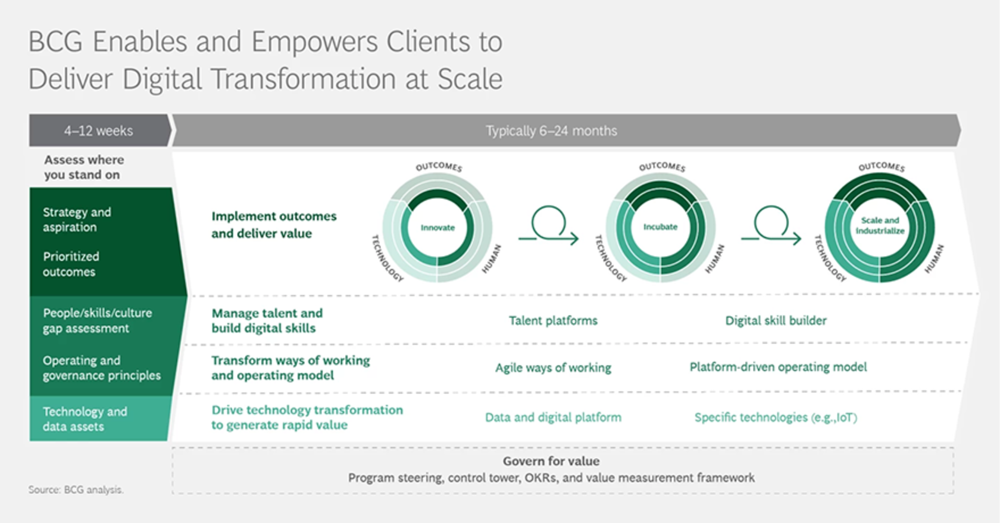 BCG Enables and Empowers Clients to
Deliver Digital Transformation at Scale
4–12 weeks
Typically 6–24 months
Assess where
you stand on
Strategy and
aspiration
Prioritized
outcomes
People/skills/culture
gap assessment
Operating and
governance principles
Technology and
data assets
Implement outcomes
and deliver value
OUTCOMES
TECHNOLOGY
HUMAN
Innovate
OUTCOMES
TECHNOLOGY
HUMAN
Incubate
OUTCOMES
TECHNOLOGY
HUMAN
Scale and
industrialize
Manage talent and
build digital skills
Talent platforms
Digital skill builder
Transform ways of working
and operating model
Agile ways of working
Platform-driven operating model
Drive technology transformation
to generate rapid value
Data and digital platform
Specific technologies (e.g.,IoT)
Govern for value
Program steering, control tower, OKRs, and value measurement framework
Source: BCG analysis.